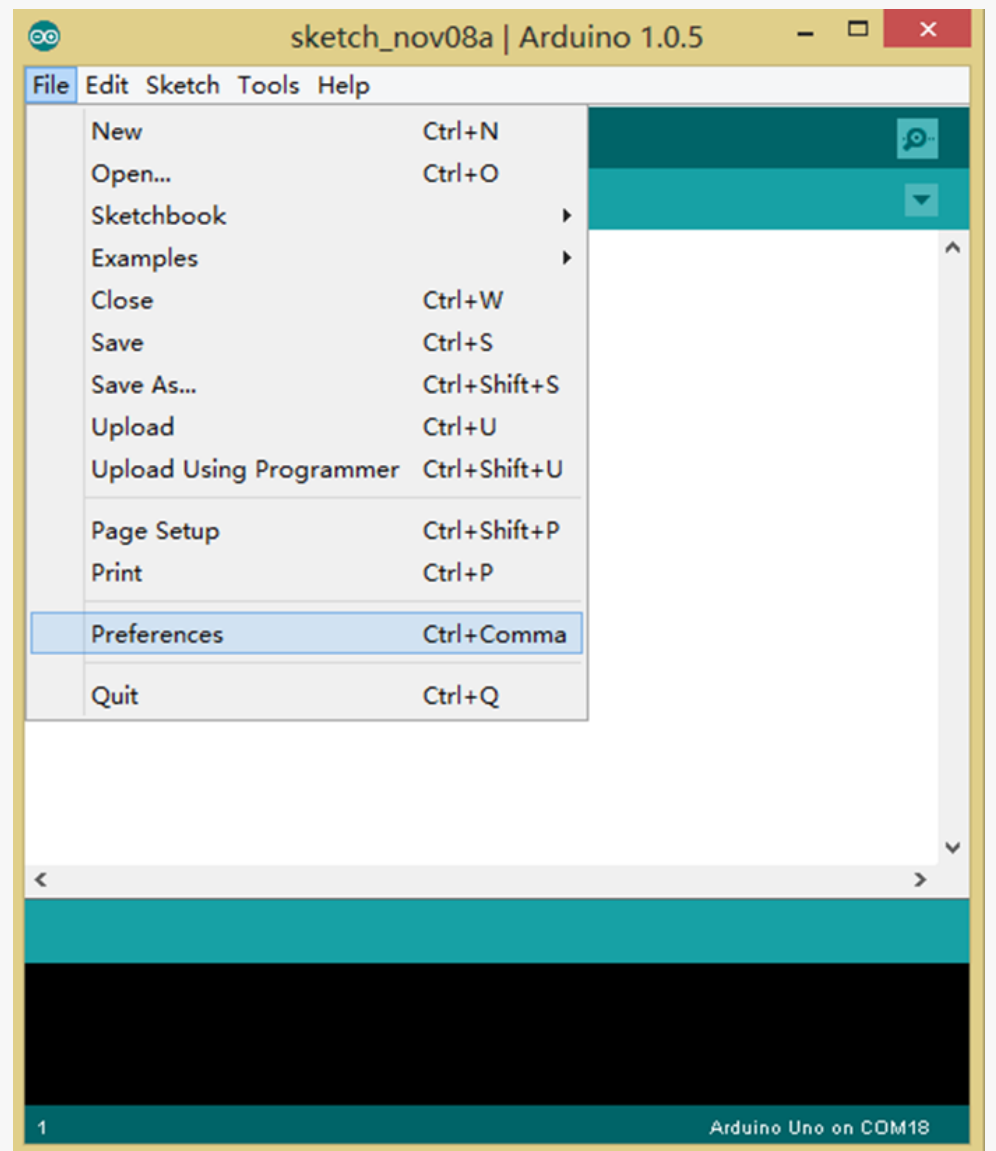 sketch_nov08a | Arduino 1.0.5
File Edit Sketch Tools Help
New Ctrl+N
Open... Ctrl+O
Sketchbook
Examples
Close Ctrl+W
Save Ctrl+S
Save As... Ctrl+Shift+S
Upload Ctrl+U
Upload Using Programmer Ctrl+Shift+U
Page Setup Ctrl+Shift+P
Print Ctrl+P
Preferences Ctrl+Comma
Quit Ctrl+Q
1 Arduino Uno on COM18